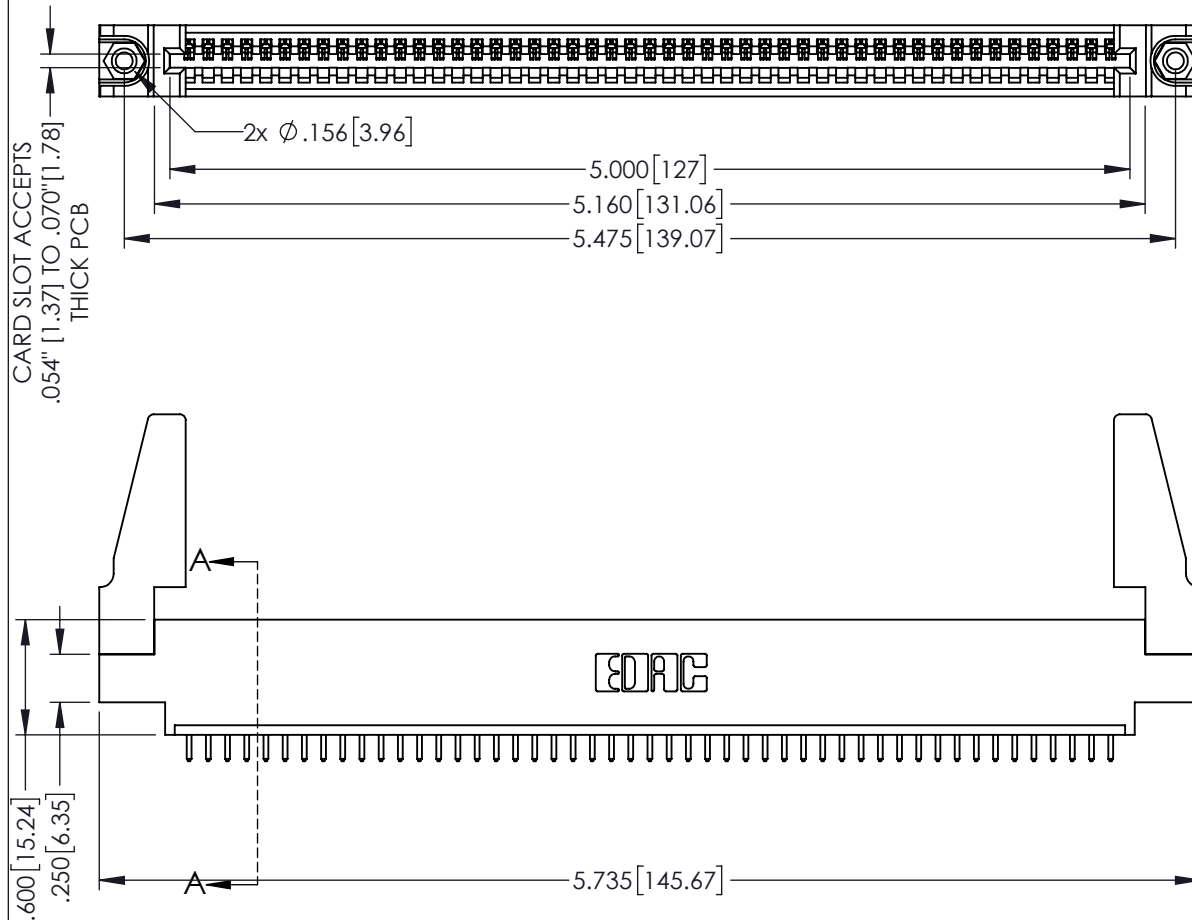 2x ∅ .156[3.96]
5.000[127]
5.160[131.06]
5.475[139.07]
CARD SLOT ACCEPTS
.054" [1.37] TO .070"[1.78]
THICK PCB
A
EDAC
.600[15.24]
.250[6.35]
A
5.735[145.67]